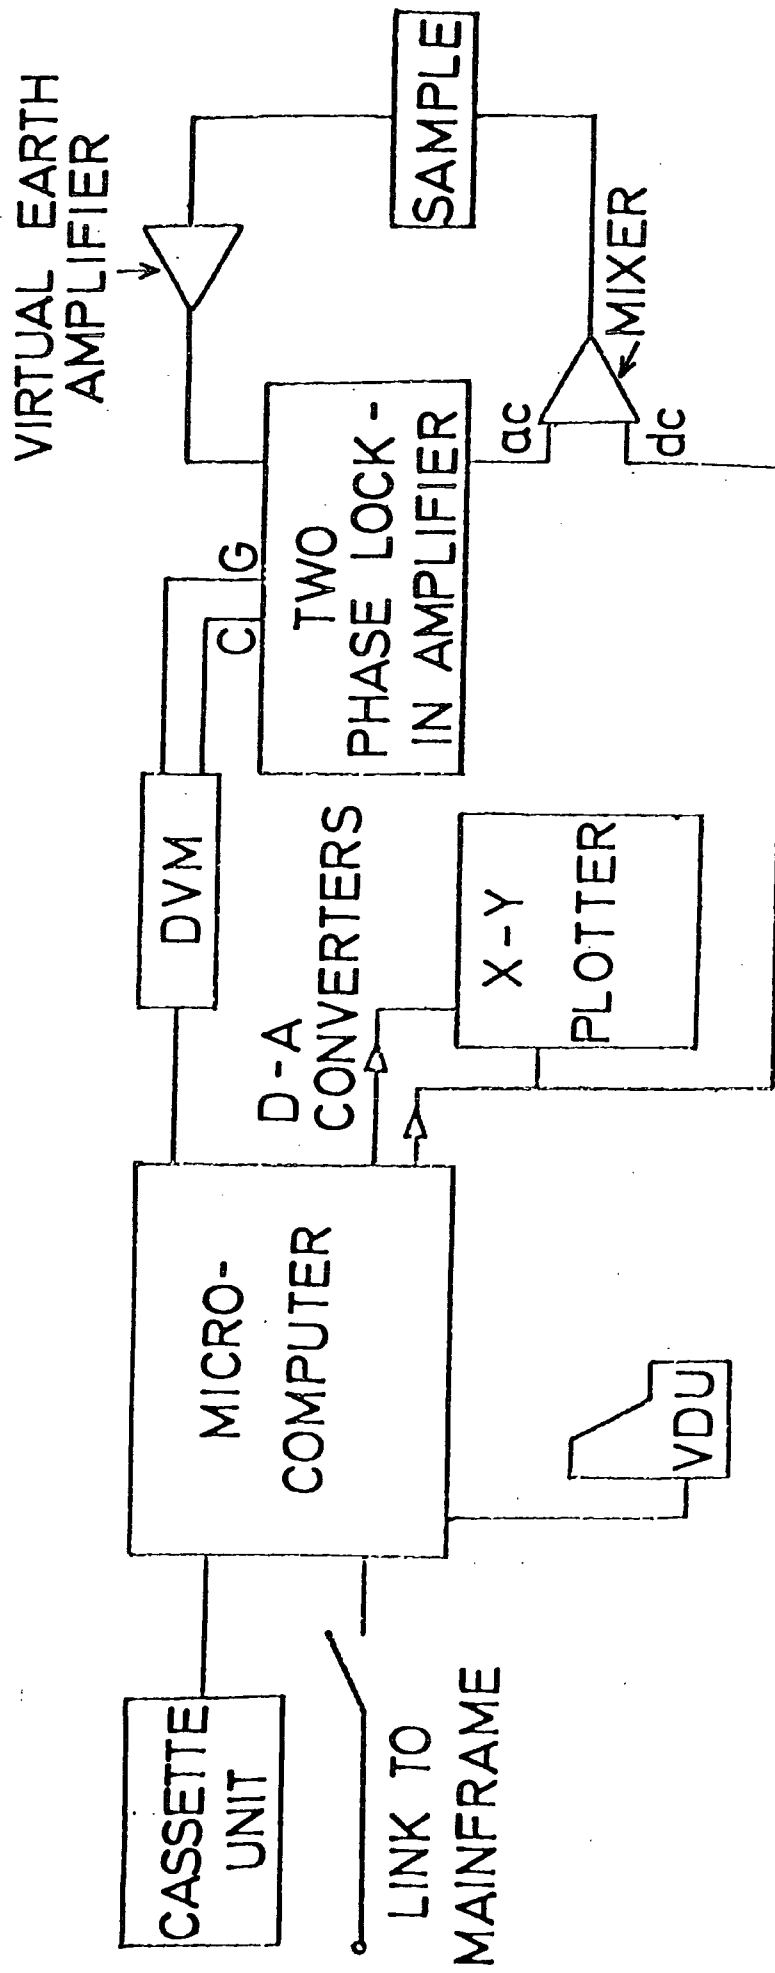 VIRTUAL EARTH
AMPLIFIER
SAMPLE
MIXER
ac
dc
G
C
TWO
PHASE LOCK-
IN AMPLIFIER
DVM
D-A
CONVERTERS
X-Y
PLOTTER
MICRO-
COMPUTER
VDU
CASSETTE
UNIT
LINK TO
MAINFRAME